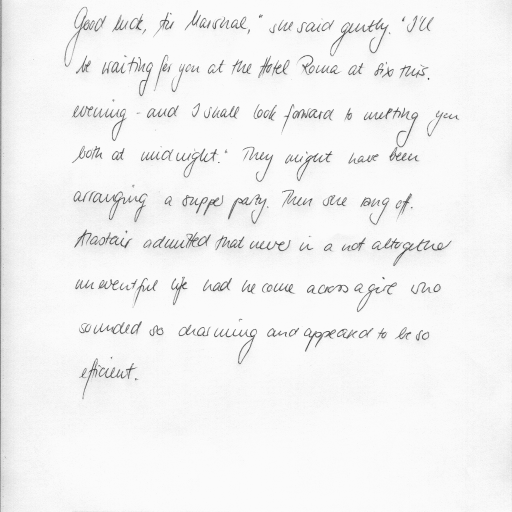 Good luck, Air Marshal," she said gently. "I'll
be waiting for you at the Hotel Roma at six this.
evening - and I shall look forward to meeting you
both at midnight." They might have been
arranging a supper party. Then she rang off.
Alastair admitted that never in a not altogether
uneventful life had he come across a girl who
sounded so charming and appeared to be so
efficient.